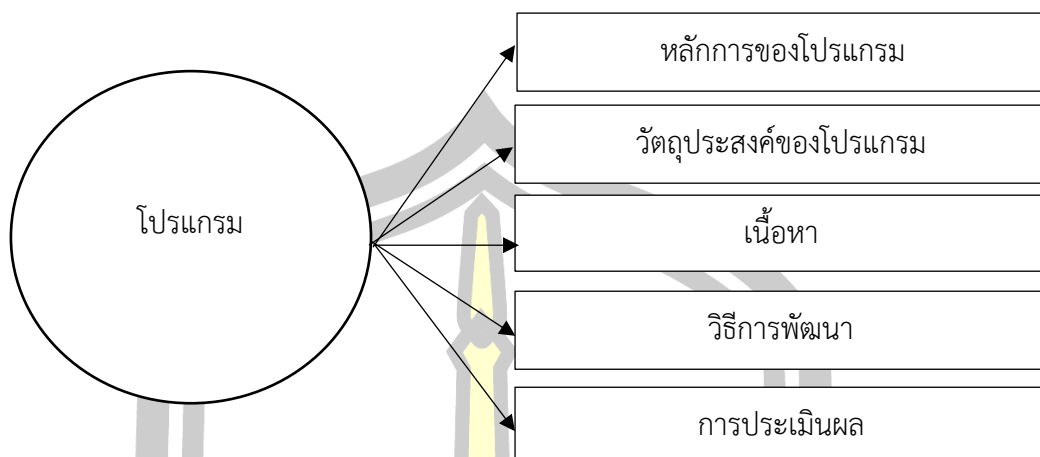 หลักการของโปรแกรม
วัตถุประสงค์ของโปรแกรม
โปรแกรม
เนื้อหา
วิธีการพัฒนา
การประเมินผล